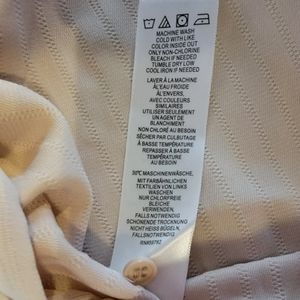 MACHINE WASH
COLD WITH LIKE
COLOR INSIDE OUT
ONLY NON-CHLORINE
BLEACH IF NEEDED
TUMBLE DRY LOW
COOL IRON IF NEEDED
LAVER À LA MACHINE
À L'EAU FROIDE
À L'ENVERS,
AVEC COULEURS
SIMILAIRES
UTILISER SEULEMENT
UN AGENT DE
BLANCHIMENT
NON CHLORÉ AU BESOIN
SÉCHER PAR CULBUTAGE
À BASSE TEMPÉRATURE
REPASSER À BASSE
TEMPÉRATURE
AU BESOIN
30°C MASCHINENWÄSCHE,
MIT FARBÄHNLICHEN
TEXTILIEN VON LINKS
WASCHEN
NUR CHLORFREIE
BLEICHE
VERWENDEN,
FALLS NOTWENDIG
SCHONENDE TROCKNUNG
NICHT HEISS BÜGELN,
FALLS NOTWENDIG